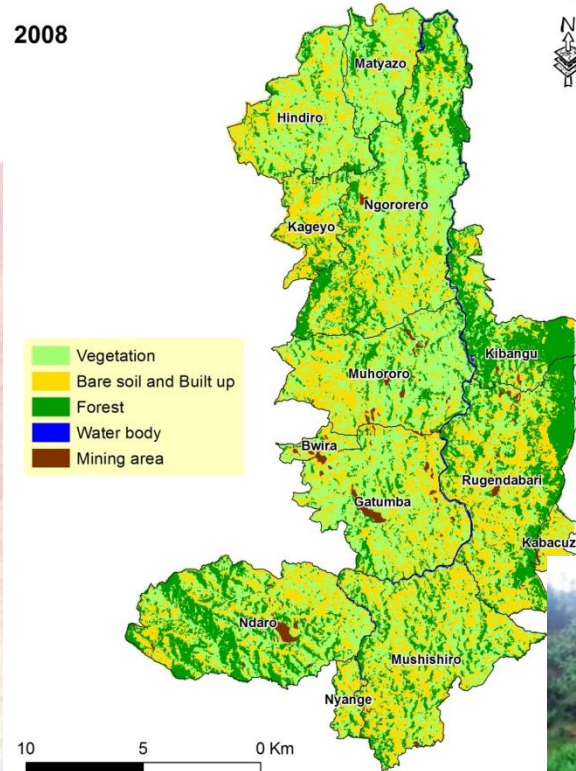 2008
N
Matyazo
Hindiro
Ngororero
Kageyo
Vegetation
Bare soil and Built up
Forest
Water body
Mining area
Kibangu
Muhororo
Bwira
Rugendabari
Gatumba
Kabacuz
Ndaro
Mushishiro
Nyange
10 5 0 Km